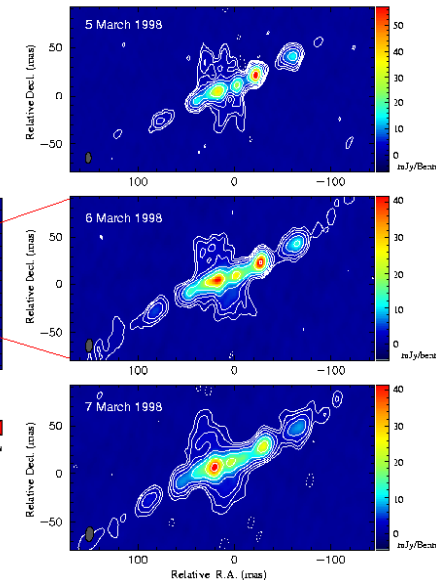 5 March 1998
Relative Decl. (mas)
50
0
−50
100 0 −100
50
40
30
20
10
0
mJy/Beam
6 March 1998
Relative Decl. (mas)
50
0
−50
100 0 −100
40
30
20
10
0
mJy/beam
7 March 1998
Relative Decl. (mas)
50
0
−50
100 0 −100
Relative R.A. (mas)
40
30
20
10
0
mJy/Beam